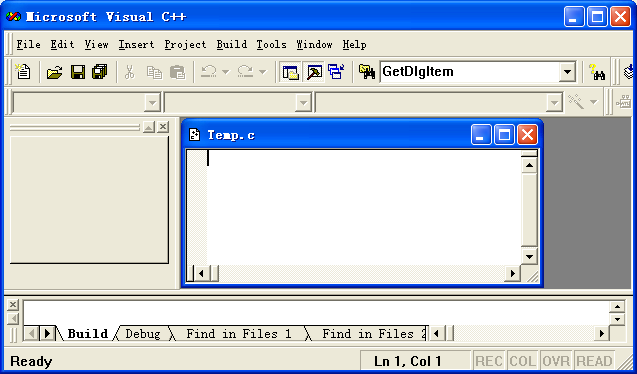 Microsoft Visual C++
File Edit View Insert Project Build Tools Window Help
GetDlgItem
Temp.c
Build Debug Find in Files 1 Find in Files 2
Ready Ln 1, Col 1 REC COL OVR READ